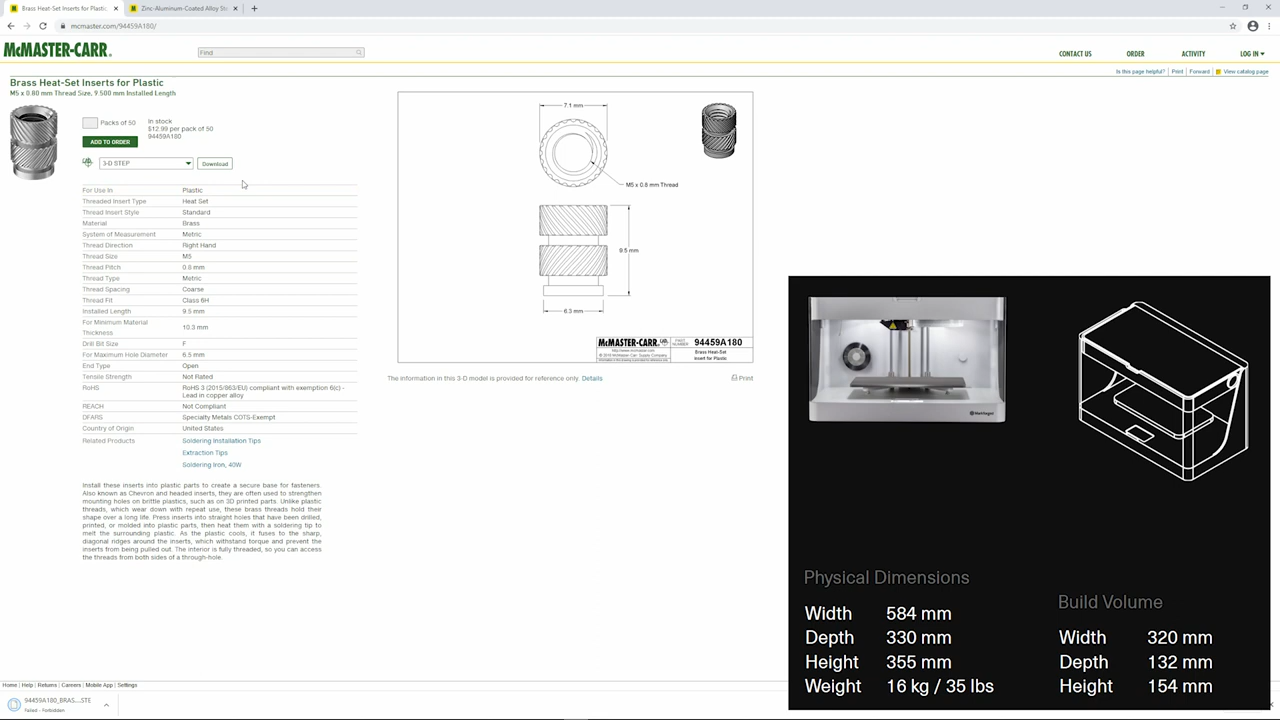 Brass Heat-Set Inserts for Plastic,
Zinc-Aluminum-Coated Alloy Ste
mcmaster.com/94459A180/
McMASTER-CARR
Find
CONTACT US
ORDER
ACTIVITY
LOG IN
Is this page helpful?
Print
Forward
View catalog page
Brass Heat-Set Inserts for Plastic
M5 x 0.80 mm Thread Size, 9.500 mm Installed Length
Packs of 50
In stock
$12.99 per pack of 50
94459A180
ADD TO ORDER
3-D STEP
Download
For Use In Plastic
Threaded Insert Type Heat Set
Thread Insert Style Standard
Material Brass
System of Measurement Metric
Thread Direction Right Hand
Thread Size M5
Thread Pitch 0.8 mm
Thread Type Metric
Thread Spacing Coarse
Thread Fit Class 6H
Installed Length 9.5 mm
For Minimum Material
Thickness
10.3 mm
Drill Bit Size F
For Maximum Hole Diameter 6.5 mm
End Type Open
Tensile Strength Not Rated
RoHS RoHS 3 (2015/863/EU) compliant with exemption 6(c) -
Lead in copper alloy
REACH Not Compliant
DFARS Specialty Metals COTS-Exempt
Country of Origin United States
Related Products Soldering Installation Tips
Extraction Tips
Soldering Iron, 40W
Install these inserts into plastic parts to create a secure base for fasteners.
Also known as Chevron and headed inserts, they are often used to strengthen
mounting holes on brittle plastics, such as on 3D printed parts. Unlike plastic
threads, which wear down with repeat use, these brass threads hold their
shape over a long life. Press inserts into straight holes that have been drilled,
printed, or molded into plastic parts, then heat them with a soldering tip to
melt the surrounding plastic. As the plastic cools, it fuses to the sharp,
diagonal ridges around the inserts, which withstand torque and prevent the
inserts from being pulled out. The interior is fully threaded, so you can access
the threads from both sides of a through-hole.
7.1 mm
M5 x 0.8 mm Thread
9.5 mm
6.3 mm
McMASTER-CARR
PART
NUMBER
94459A180
http://www.mcmaster.com
© 2019 McMaster-Carr Supply Company
Brass Heat-Set
Insert for Plastic
The information in this 3-D model is provided for reference only. Details
Print
MakerBot
Physical Dimensions
Width 584 mm
Depth 330 mm
Height 355 mm
Weight 16 kg / 35 lbs
Build Volume
Width 320 mm
Depth 132 mm
Height 154 mm
Home | Help | Returns | Careers | Mobile App | Settings
94459A180_BRAS....STE
Failed - Forbidden